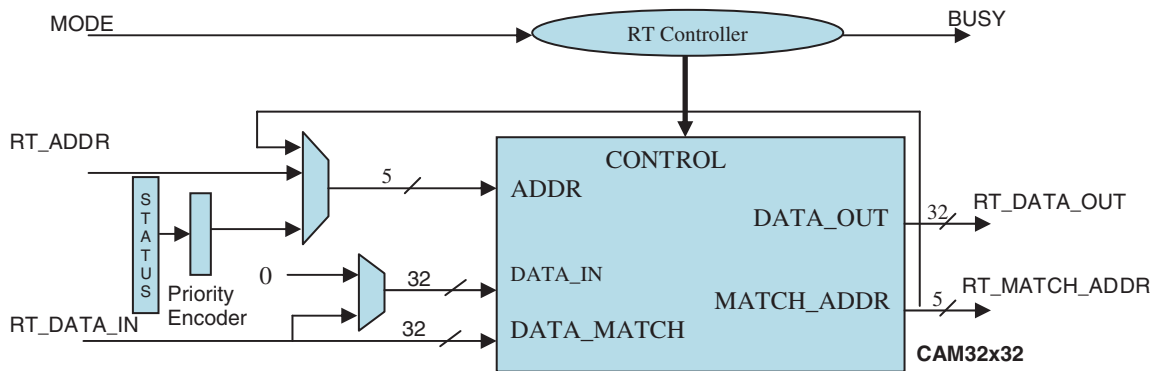 MODE
RT Controller
BUSY
RT_ADDR
CONTROL
5
ADDR
STATUS
DATA_OUT
32
RT_DATA_OUT
0
32
DATA_IN
Priority
Encoder
MATCH_ADDR
5
RT_MATCH_ADDR
RT_DATA_IN
32
DATA_MATCH
CAM32x32